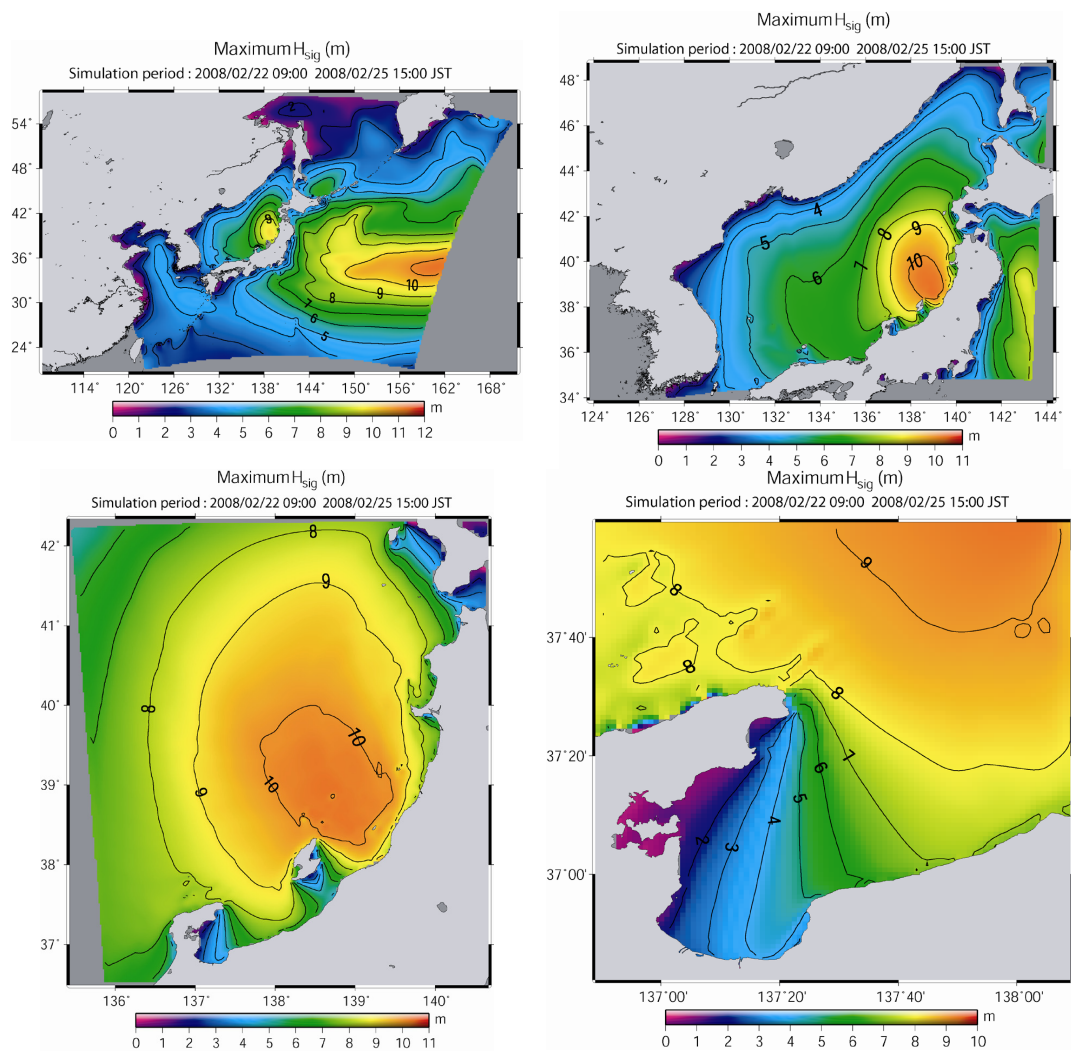 Maximum Hsig (m)
Simulation period : 2008/02/22 09:00 2008/02/25 15:00 JST
54°
48°
42°
36°
30°
24°
2
9
10
9
8
7
6
5
114° 120° 126° 132° 138° 144° 150° 156° 162° 168°
m
0 1 2 3 4 5 6 7 8 9 10 11 12
Maximum Hsig (m)
Simulation period : 2008/02/22 09:00 2008/02/25 15:00 JST
48°
46°
44°
42°
40°
38°
36°
34°
4
5
6
7
8
9
10
124° 126° 128° 130° 132° 134° 136° 138° 140° 142° 144°
m
0 1 2 3 4 5 6 7 8 9 10 11
Maximum Hsig (m)
Simulation period : 2008/02/22 09:00 2008/02/25 15:00 JST
42°
41°
40°
39°
38°
37°
8
9
8
10
10
9
136° 137° 138° 139° 140°
m
0 1 2 3 4 5 6 7 8 9 10 11
Maximum Hsig (m)
Simulation period : 2008/02/22 09:00 2008/02/25 15:00 JST
37°40'
37°20'
37°00'
9
8
8
8
7
6
5
4
3
2
137°00' 137°20' 137°40' 138°00'
m
0 1 2 3 4 5 6 7 8 9 10